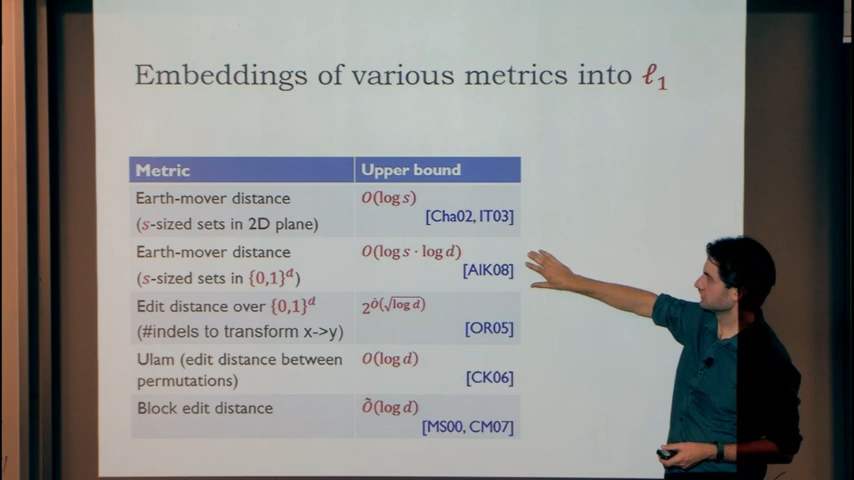 Embeddings of various metrics into ℓ₁
Metric Upper bound
Earth-mover distance O(log s)
(s-sized sets in 2D plane) [Cha02, IT03]
Earth-mover distance O(log s · log d)
(s-sized sets in {0,1}ᵈ) [AIK08]
Edit distance over {0,1}ᵈ 2^Õ(√log d)
(#indels to transform x->y) [OR05]
Ulam (edit distance between O(log d)
permutations) [CK06]
Block edit distance Õ(log d)
[MS00, CM07]